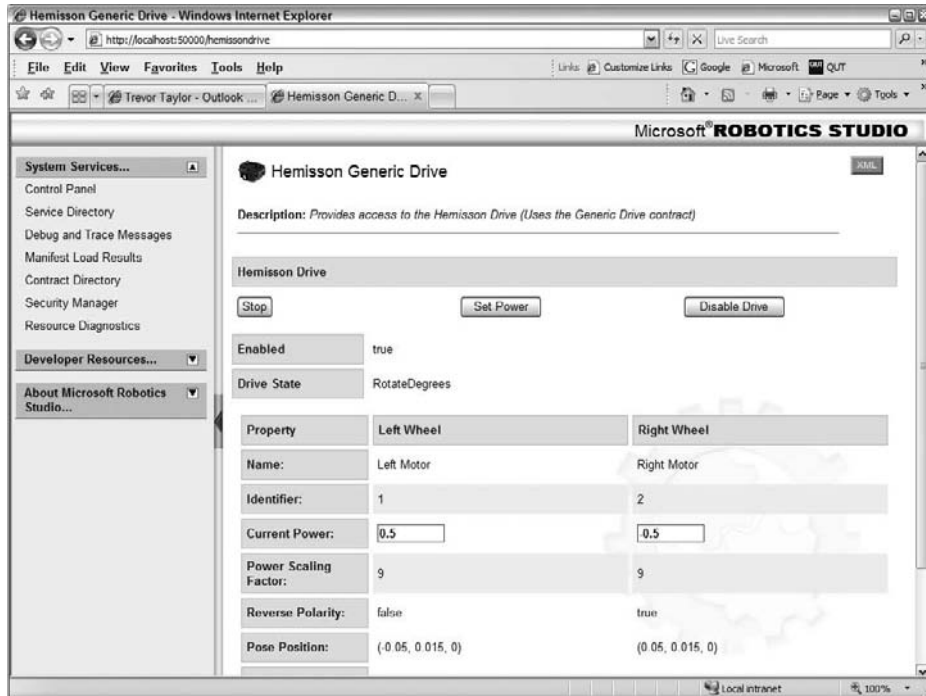 Hemisson Generic Drive - Windows Internet Explorer
http://localhost:50000/hemissondrive
Live Search
File Edit View Favorites Tools Help
Links Customize Links Google Microsoft QUT
Trevor Taylor - Outlook ... Hemisson Generic D... Page Tools
Microsoft® ROBOTICS STUDIO
System Services...
Control Panel
Service Directory
Debug and Trace Messages
Manifest Load Results
Contract Directory
Security Manager
Resource Diagnostics
Developer Resources...
About Microsoft Robotics
Studio...
Hemisson Generic Drive
XML
Description: Provides access to the Hemisson Drive (Uses the Generic Drive contract)
Hemisson Drive
Stop Set Power Disable Drive
Enabled true
Drive State RotateDegrees
Property Left Wheel Right Wheel
Name: Left Motor Right Motor
Identifier: 1 2
Current Power: 0.5 -0.5
Power Scaling
Factor: 9 9
Reverse Polarity: false true
Pose Position: (-0.05, 0.015, 0) (0.05, 0.015, 0)
Local intranet 100%